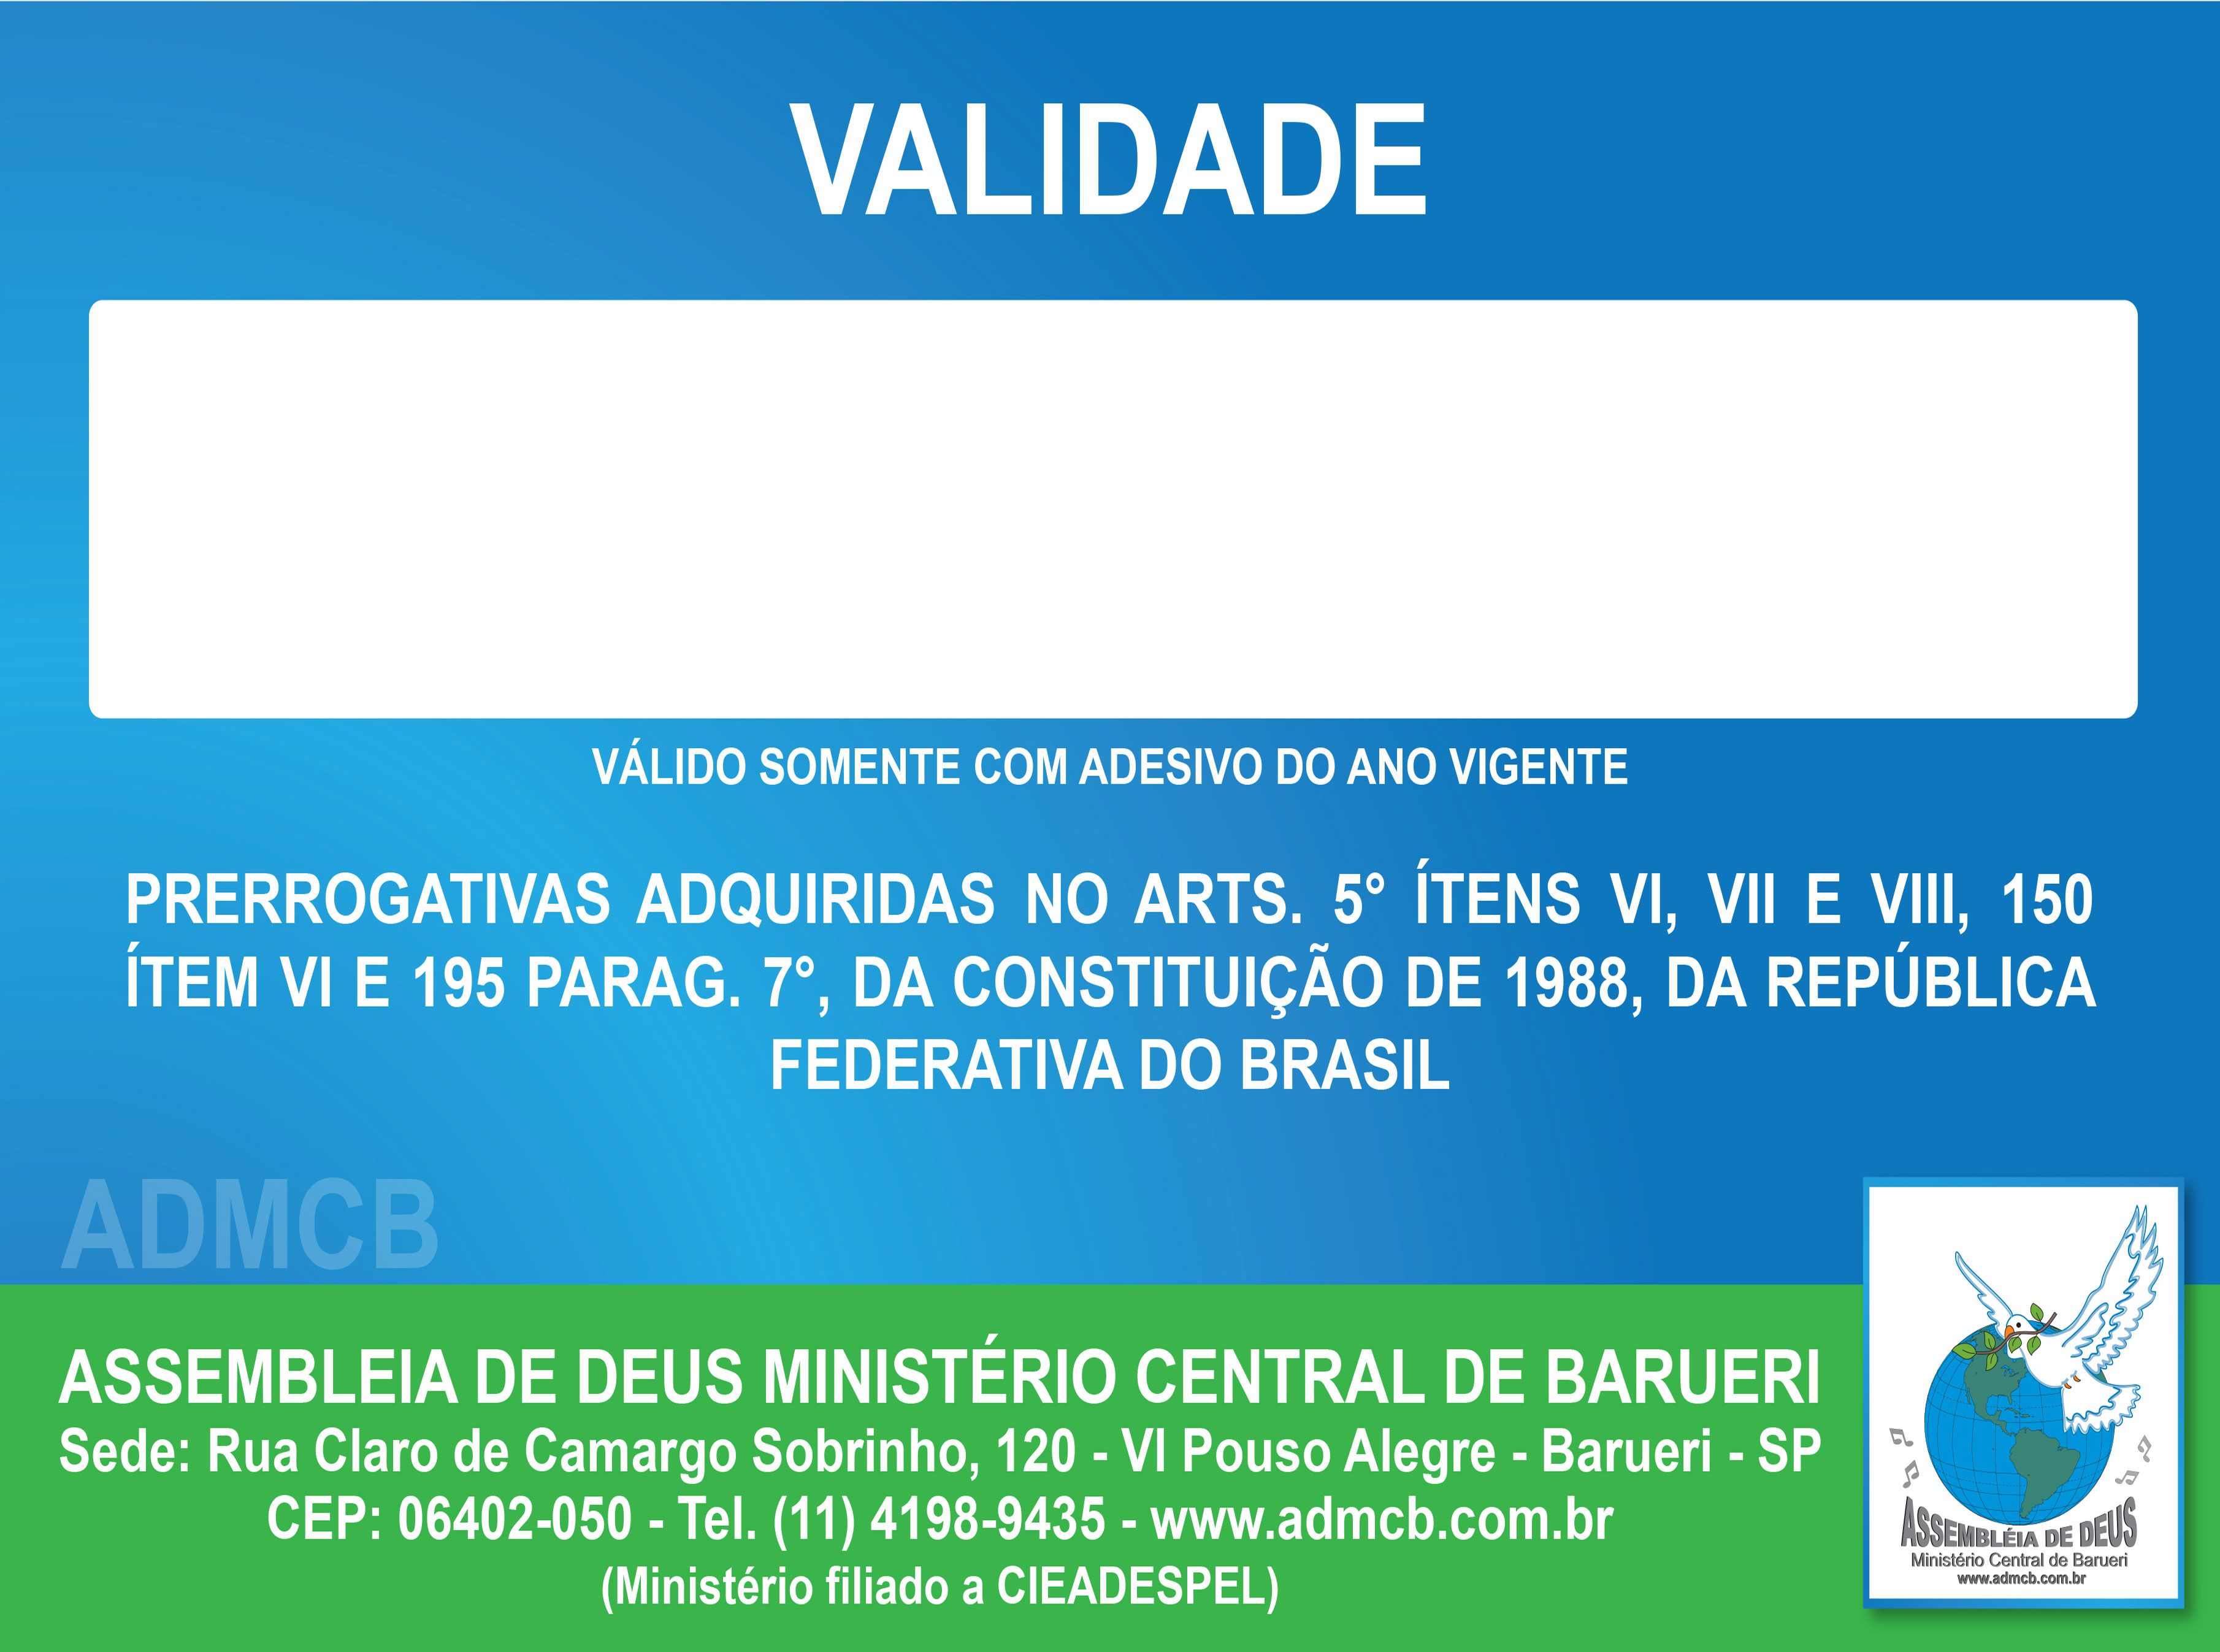 VALIDADE
VÁLIDO SOMENTE COM ADESIVO DO ANO VIGENTE
PRERROGATIVAS ADQUIRIDAS NO ARTS. 5° ÍTENS VI, VII E VIII, 150
ÍTEM VI E 195 PARAG. 7°, DA CONSTITUIÇÃO DE 1988, DA REPÚBLICA
FEDERATIVA DO BRASIL
ADMCB
ASSEMBLEIA DE DEUS MINISTÉRIO CENTRAL DE BARUERI
Sede: Rua Claro de Camargo Sobrinho, 120 - Vl Pouso Alegre - Barueri - SP
CEP: 06402-050 - Tel. (11) 4198-9435 - www.admcb.com.br
(Ministério filiado a CIEADESPEL)
ASSEMBLÉIA DE DEUS
Ministério Central de Barueri
www.admcb.com.br